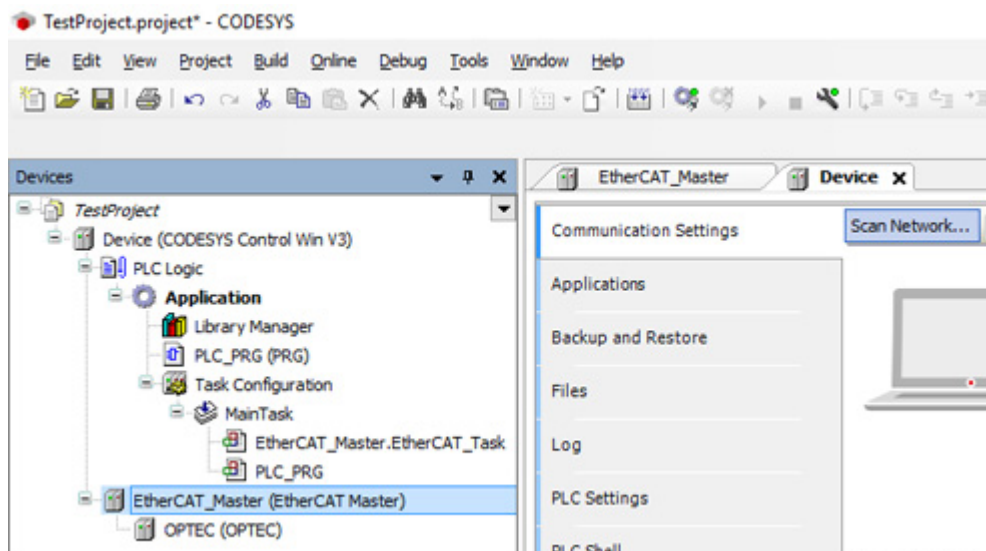 TestProject.project* - CODESYS
File Edit View Project Build Online Debug Tools Window Help
Devices
TestProject
Device (CODESYS Control Win V3)
PLC Logic
Application
Library Manager
PLC_PRG (PRG)
Task Configuration
MainTask
EtherCAT_Master.EtherCAT_Task
PLC_PRG
EtherCAT_Master (EtherCAT Master)
OPTEC (OPTEC)
EtherCAT_Master Device
Communication Settings
Scan Network...
Applications
Backup and Restore
Files
Log
PLC Settings
PLC Shell